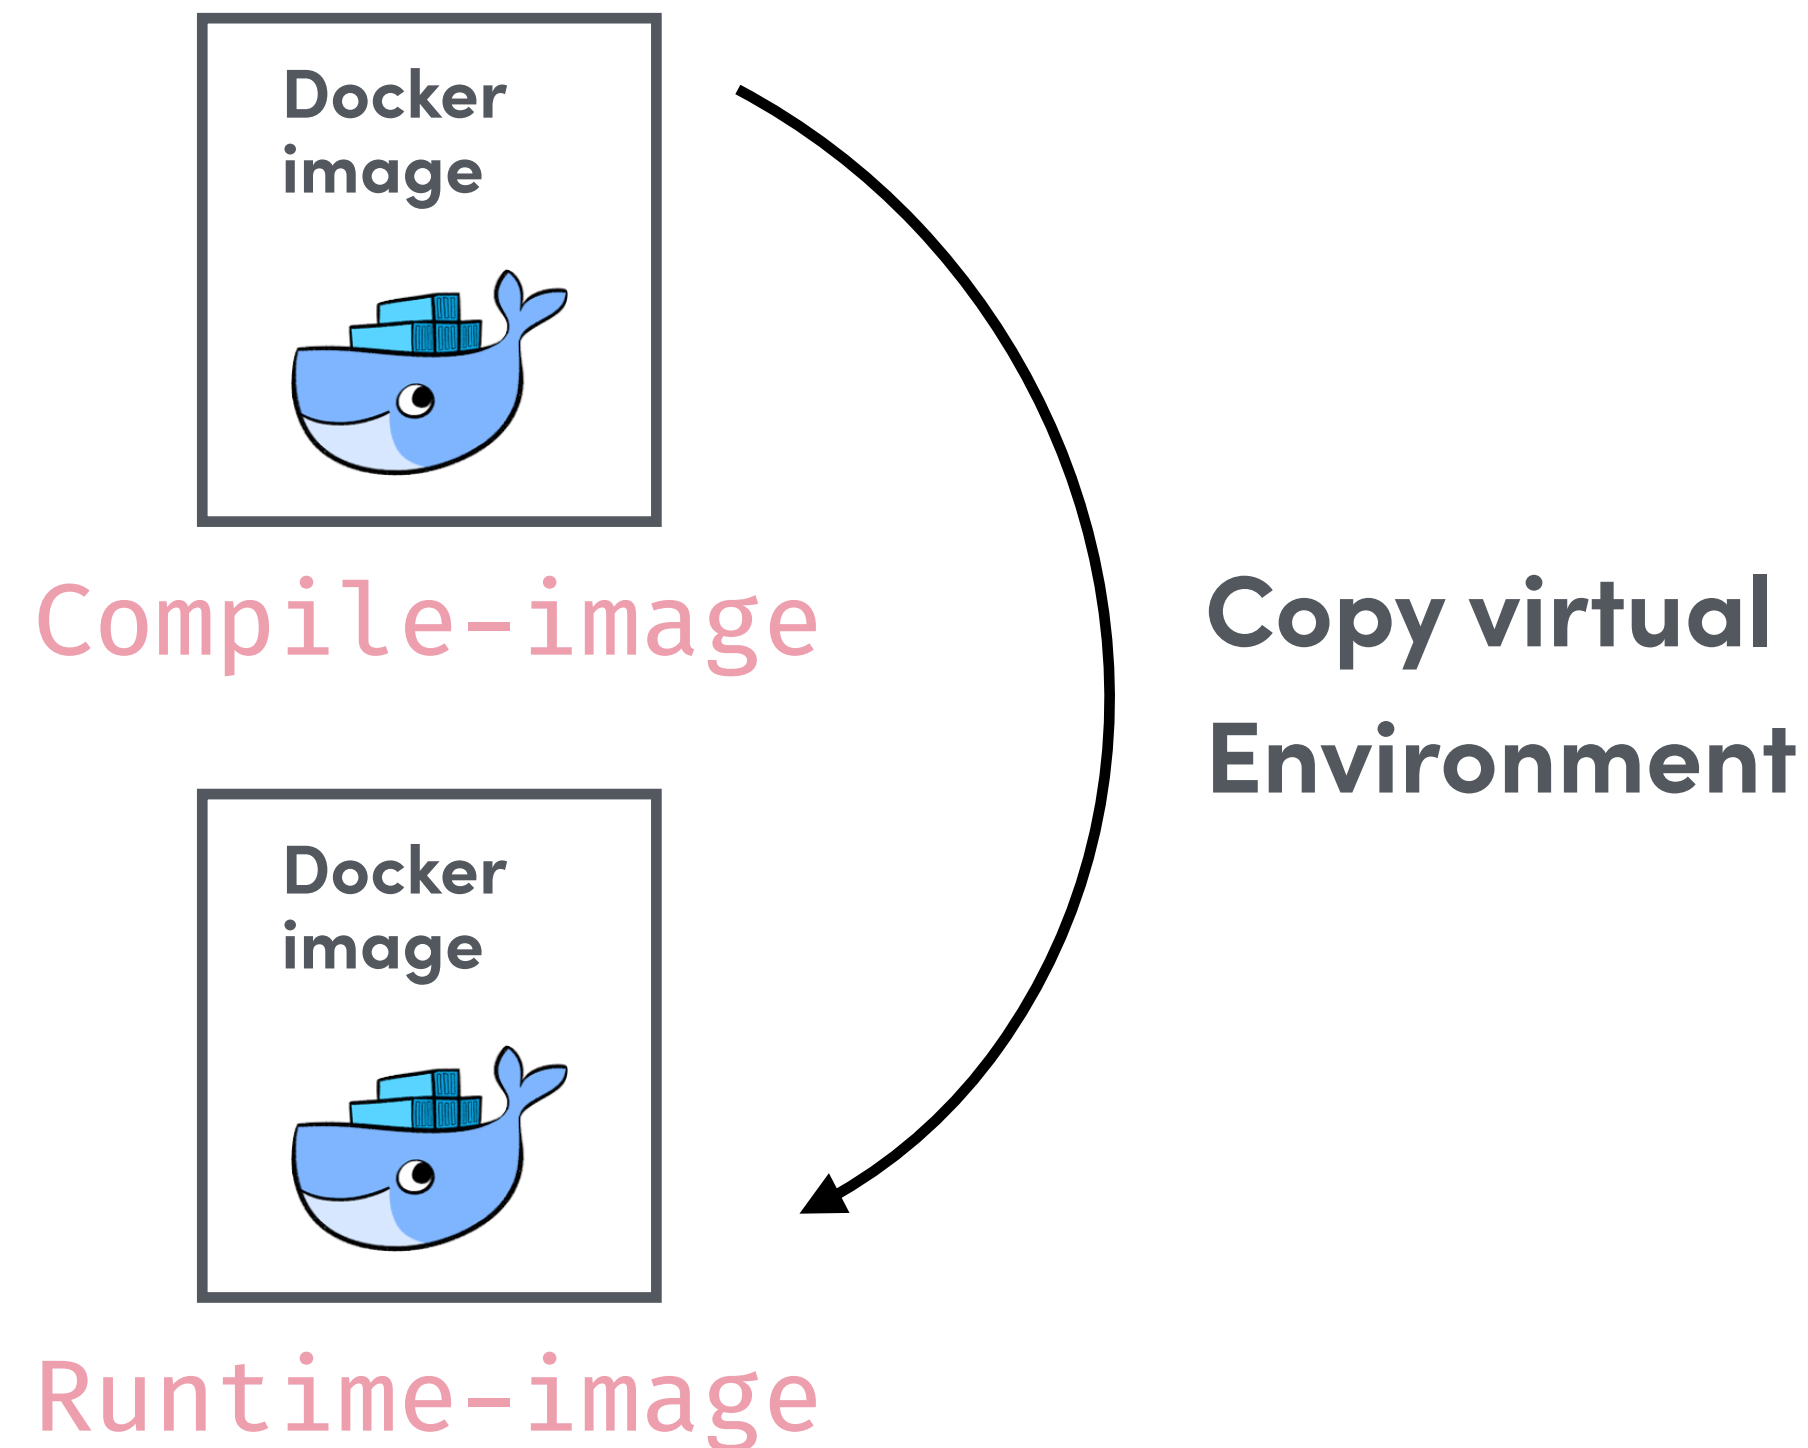 Docker
image
Compile-image
Copy virtual
Environment
Docker
image
Runtime-image